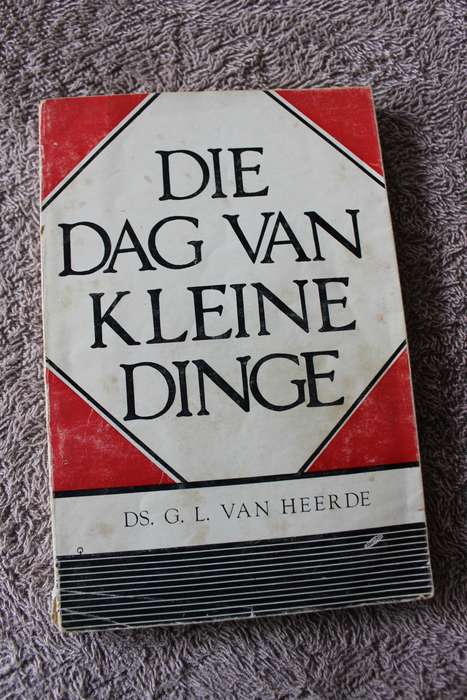 DIE
DAG VAN
KLEINE
DINGE
DS. G. L. VAN HEERDE